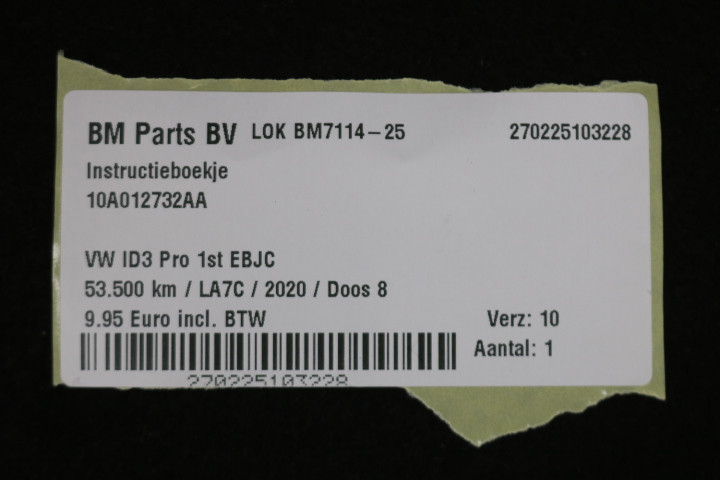 BM Parts BV LOK BM7114-25 270225103228
Instructieboekje
10A012732AA
VW ID3 Pro 1st EBJC
53.500 km / LA7C / 2020 / Doos 8
9.95 Euro incl. BTW Verz: 10
Aantal: 1
270225103228